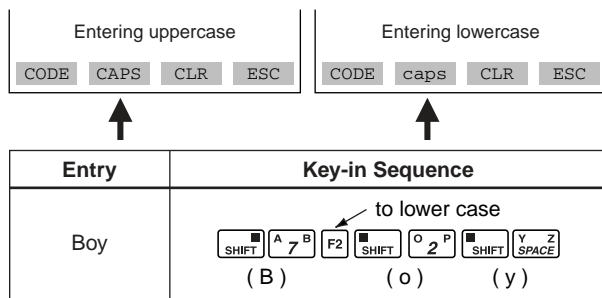 Entering uppercase
CODE CAPS CLR ESC
Entering lowercase
CODE caps CLR ESC
Entry Key-in Sequence
to lower case
Boy SHIFT A 7 B F2 SHIFT O 2 P SHIFT Y Z SPACE
( B ) ( o ) ( y )